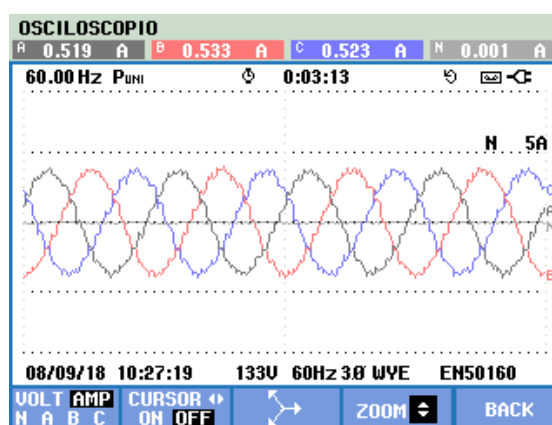 OSCILOSCOPIO
A 0.519 A B 0.533 A C 0.523 A N 0.001 A
60.00 Hz PUNI 0:03:13
N 5A
C
A
N
B
08/09/18 10:27:19 133V 60Hz 3Ø WYE EN50160
VOLT AMP CURSOR ZOOM BACK
N A B C ON OFF